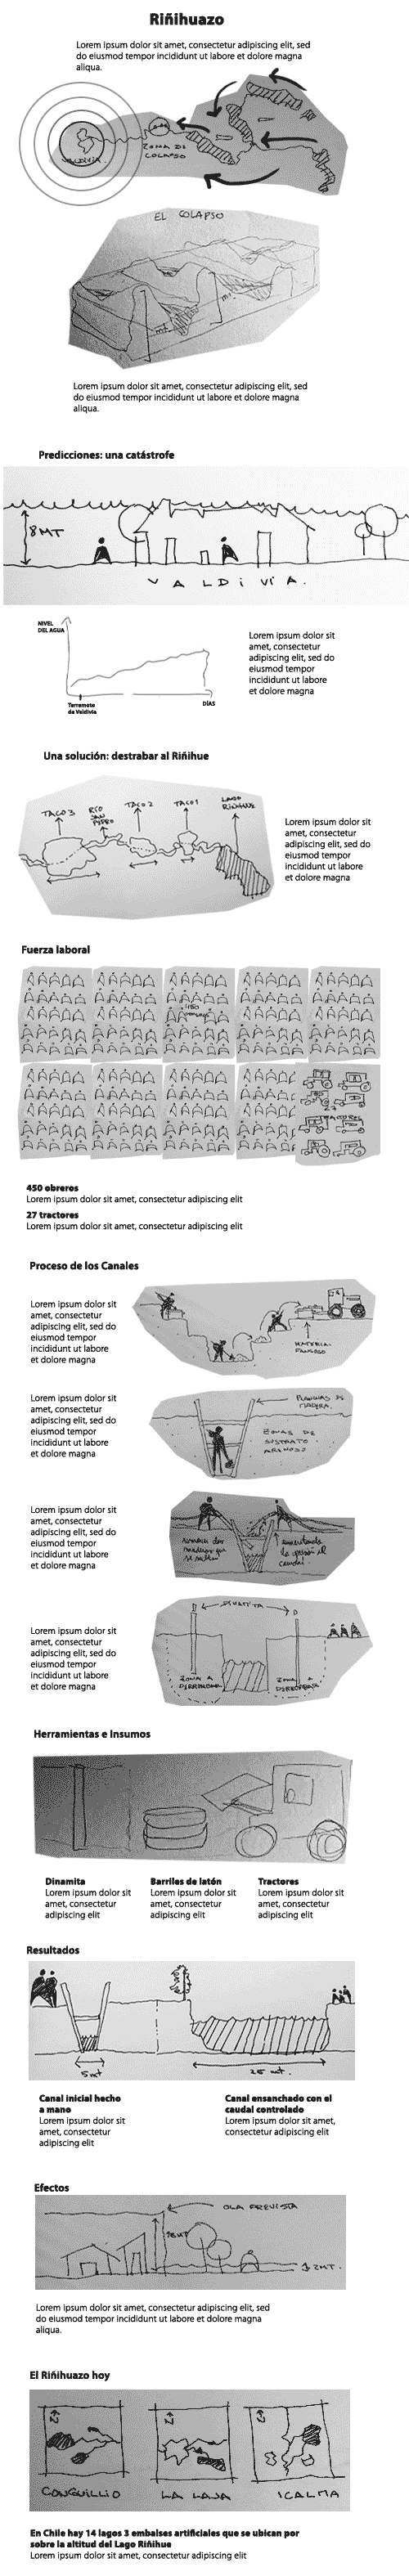 Riñihuazo
Lorem ipsum dolor sit amet, consectetur adipiscing elit, sed
do eiusmod tempor incididunt ut labore et dolore magna
aliqua.
VALDIVIA.
ZONA DE
COLAPSO
EL COLAPSO
mt
mt
Lorem ipsum dolor sit amet, consectetur adipiscing elit, sed
do eiusmod tempor incididunt ut labore et dolore magna
aliqua.
Predicciones: una catástrofe
8MT
VALDIVIA.
NIVEL
DEL AGUA
Terremoto
de Valdivia
DÍAS
Lorem ipsum dolor sit
amet, consectetur
adipiscing elit, sed do
eiusmod tempor
incididunt ut labore
et dolore magna
Una solución: destrabar al Riñihue
TACO 3
RIO
SAN
PEDRO
TACO 2
TACO 1
LAGO
RIÑIHUE
Lorem ipsum dolor sit
amet, consectetur
adipiscing elit, sed do
eiusmod tempor
incididunt ut labore
et dolore magna
Fuerza laboral
27
TRACTORES
450 obreros
Lorem ipsum dolor sit amet, consectetur adipiscing elit
27 tractores
Lorem ipsum dolor sit amet, consectetur adipiscing elit
Proceso de los Canales
Lorem ipsum dolor sit
amet, consectetur
adipiscing elit, sed do
eiusmod tempor
incididunt ut labore
et dolore magna
MATERIAL
FANGOSO
Lorem ipsum dolor sit
amet, consectetur
adipiscing elit, sed do
eiusmod tempor
incididunt ut labore
et dolore magna
DE
MADERA.
ZONAS DE
SUSTRATO
ARENOSO
Lorem ipsum dolor sit
amet, consectetur
adipiscing elit, sed do
eiusmod tempor
incididunt ut labore
et dolore magna
aumentando
la presión el
caudal
Lorem ipsum dolor sit
amet, consectetur
adipiscing elit, sed do
eiusmod tempor
incididunt ut labore
et dolore magna
DINAMITA
ZONA A
DERRUMBAR
ZONA A
Herramientas e Insumos
Dinamita
Lorem ipsum dolor sit
amet, consectetur
adipiscing elit
Barriles de latón
Lorem ipsum dolor sit
amet, consectetur
adipiscing elit
Tractores
Lorem ipsum dolor sit
amet, consectetur
adipiscing elit
Resultados
5 mt
25 mt.
Canal inicial hecho
a mano
Lorem ipsum dolor sit
amet, consectetur
adipiscing elit
Canal ensanchado con el
caudal controlado
Lorem ipsum dolor sit amet,
consectetur adipiscing elit
Efectos
OLA PREVISTA
8MT
2MT.
Lorem ipsum dolor sit amet, consectetur adipiscing elit, sed
do eiusmod tempor incididunt ut labore et dolore magna
aliqua.
El Riñihuazo hoy
N
N
N
CONGUILLIO
LA LAJA
ICALMA
En Chile hay 14 lagos 3 embalses artificiales que se ubican por
sobre la altitud del Lago Riñihue
Lorem ipsum dolor sit amet, consectetur adipiscing elit